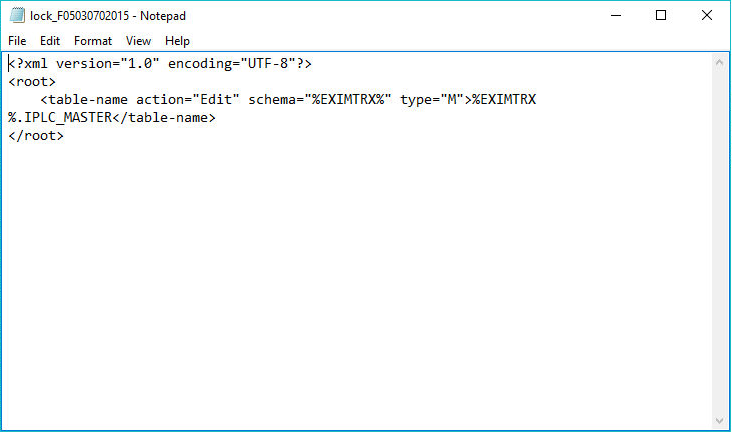 lock_F05030702015 - Notepad
File Edit Format View Help
<?xml version="1.0" encoding="UTF-8"?>
<root>
    <table-name action="Edit" schema="%EXIMTRX%" type="M">%EXIMTRX
%.IPLC_MASTER</table-name>
</root>